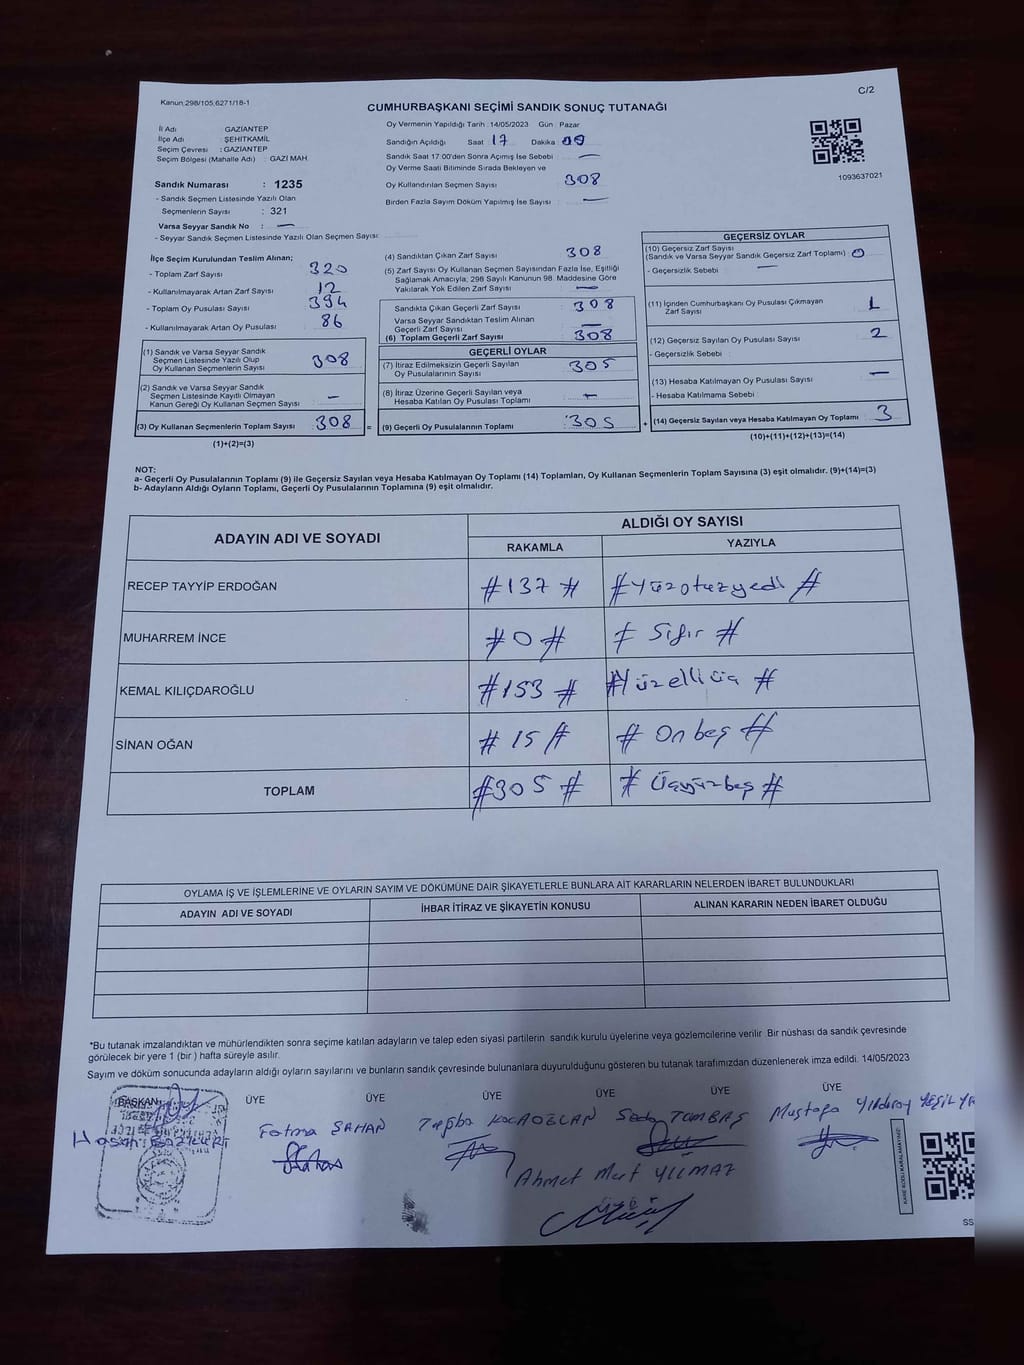 Kanun,298/105,6271/18-1
C/2
CUMHURBAŞKANI SEÇİMİ SANDIK SONUÇ TUTANAĞI
İl Adı : GAZIANTEP
İlçe Adı : ŞEHİTKAMİL
Seçim Çevresi : GAZIANTEP
Seçim Bölgesi (Mahalle Adı) : GAZİ MAH.
Sandık Numarası : 1235
- Sandık Seçmen Listesinde Yazılı Olan
Seçmenlerin Sayısı : 321
Varsa Seyyar Sandık No : —
- Seyyar Sandık Seçmen Listesinde Yazılı Olan Seçmen Sayısı:
Oy Vermenin Yapıldığı Tarih : 14/05/2023 Gün : Pazar
Sandığın Açıldığı Saat 17 Dakika
Sandık Saat 17:00'den Sonra Açımış İse Sebebi —
Oy Verme Saati Bitiminde Sırada Bekleyen ve
Oy Kullandırılan Seçmen Sayısı 308
Birden Fazla Sayım Döküm Yapılmış İse Sayısı —
1093637021
İlçe Seçim Kurulundan Teslim Alınan;
- Toplam Zarf Sayısı 320
- Kullanılmayarak Artan Zarf Sayısı 12
- Toplam Oy Pusulası Sayısı 394
- Kullanılmayarak Artan Oy Pusulası 86
(1) Sandık ve Varsa Seyyar Sandık
Seçmen Listesinde Yazılı Olup
Oy Kullanan Seçmenlerin Sayısı 308
(2) Sandık ve Varsa Seyyar Sandık
Seçmen Listesinde Kayıtlı Olmayan
Kanun Gereği Oy Kullanan Seçmen Sayısı —
(3) Oy Kullanan Seçmenlerin Toplam Sayısı 308 =
(1)+(2)=(3)
(4) Sandıktan Çıkan Zarf Sayısı 308
(5) Zarf Sayısı Oy Kullanan Seçmen Sayısından Fazla İse, Eşitliği
Sağlamak Amacıyla, 298 Sayılı Kanunun 98. Maddesine Göre
Yakılarak Yok Edilen Zarf Sayısı —
Sandıkta Çıkan Geçerli Zarf Sayısı 308
Varsa Seyyar Sandıktan Teslim Alınan
Geçerli Zarf Sayısı —
(6) Toplam Geçerli Zarf Sayısı 308
GEÇERLİ OYLAR
(7) İtiraz Edilmeksizin Geçerli Sayılan
Oy Pusulalarının Sayısı 305
(8) İtiraz Üzerine Geçerli Sayılan veya
Hesaba Katılan Oy Pusulası Toplamı —
(9) Geçerli Oy Pusulalarının Toplamı 305 +
GEÇERSİZ OYLAR
(10) Geçersiz Zarf Sayısı
(Sandık ve Varsa Seyyar Sandık Geçersiz Zarf Toplamı) 0
- Geçersizlik Sebebi —
(11) İçinden Cumhurbaşkanı Oy Pusulası Çıkmayan
Zarf Sayısı 1
(12) Geçersiz Sayılan Oy Pusulası Sayısı 2
- Geçersizlik Sebebi
(13) Hesaba Katılmayan Oy Pusulası Sayısı —
- Hesaba Katılmama Sebebi
(14) Geçersiz Sayılan veya Hesaba Katılmayan Oy Toplamı 3
(10)+(11)+(12)+(13)=(14)
NOT:
a- Geçerli Oy Pusulalarının Toplamı (9) ile Geçersiz Sayılan veya Hesaba Katılmayan Oy Toplamı (14) Toplamları, Oy Kullanan Seçmenlerin Toplam Sayısına (3) eşit olmalıdır. (9)+(14)=(3)
b- Adayların Aldığı Oyların Toplamı, Geçerli Oy Pusulalarının Toplamına (9) eşit olmalıdır.
ADAYIN ADI VE SOYADI ALDIĞI OY SAYISI
RAKAMLA YAZIYLA
RECEP TAYYİP ERDOĞAN #137# #Yüzotuzyedi#
MUHARREM İNCE #0# #Sıfır#
KEMAL KILIÇDAROĞLU #153# #Yüzelliüç#
SİNAN OĞAN #15# #Onbeş#
TOPLAM #305# #Üçyüzbeş#
OYLAMA İŞ VE İŞLEMLERİNE VE OYLARIN SAYIM VE DÖKÜMÜNE DAİR ŞİKAYETLERLE BUNLARA AİT KARARLARIN NELERDEN İBARET BULUNDUKLARI
ADAYIN ADI VE SOYADI İHBAR İTİRAZ VE ŞİKAYETİN KONUSU ALINAN KARARIN NEDEN İBARET OLDUĞU
*Bu tutanak imzalandıktan ve mühürlendikten sonra seçime katılan adayların ve talep eden siyasi partilerin sandık kurulu üyelerine veya gözlemcilerine verilir. Bir nüshası da sandık çevresinde
görülecek bir yere 1 (bir) hafta süreyle asılır.
Sayım ve döküm sonucunda adayların aldığı oyların sayılarını ve bunların sandık çevresinde bulunanlara duyurulduğunu gösteren bu tutanak tarafımızdan düzenlenerek imza edildi. 14/05/2023
BAŞKAN ÜYE ÜYE ÜYE ÜYE ÜYE ÜYE
Hasan Fatma ŞAHAN KOCAOĞLAN Seda TOMBAŞ Mustafa Yıldıray
Ahmet Mert YILMAZ
KARE KODU KARALAMAYINIZ!
SS